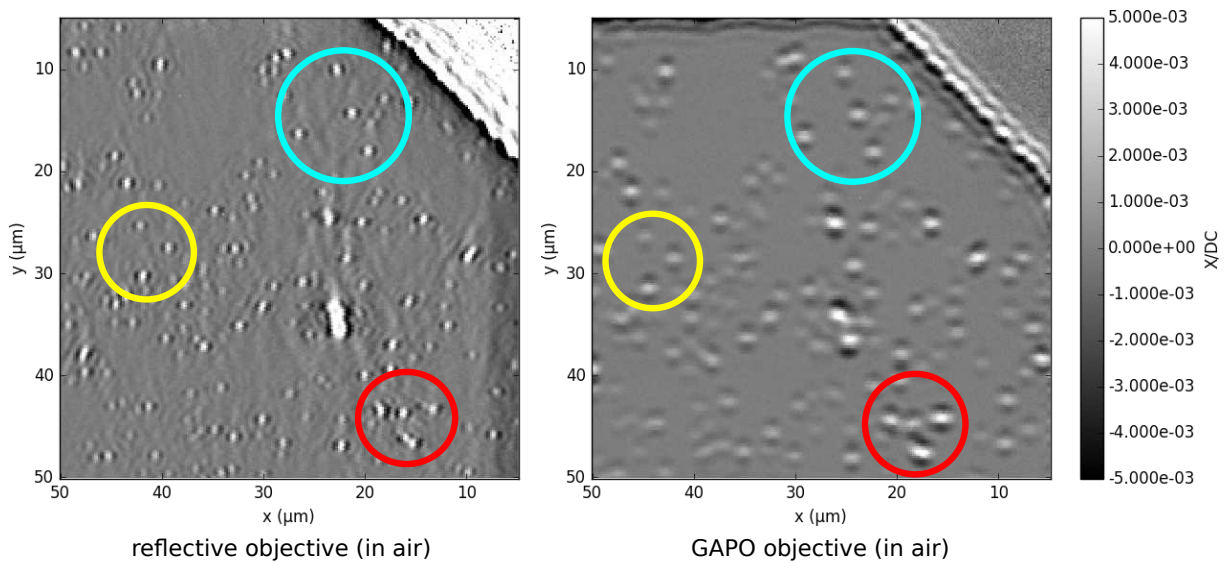 10
20
30
40
50
50
40
30
20
10
y (μm)
x (μm)
reflective objective (in air)
10
20
30
40
50
50
40
30
20
10
y (μm)
x (μm)
GAPO objective (in air)
5.000e-03
4.000e-03
3.000e-03
2.000e-03
1.000e-03
0.000e+00
-1.000e-03
-2.000e-03
-3.000e-03
-4.000e-03
-5.000e-03
X/DC